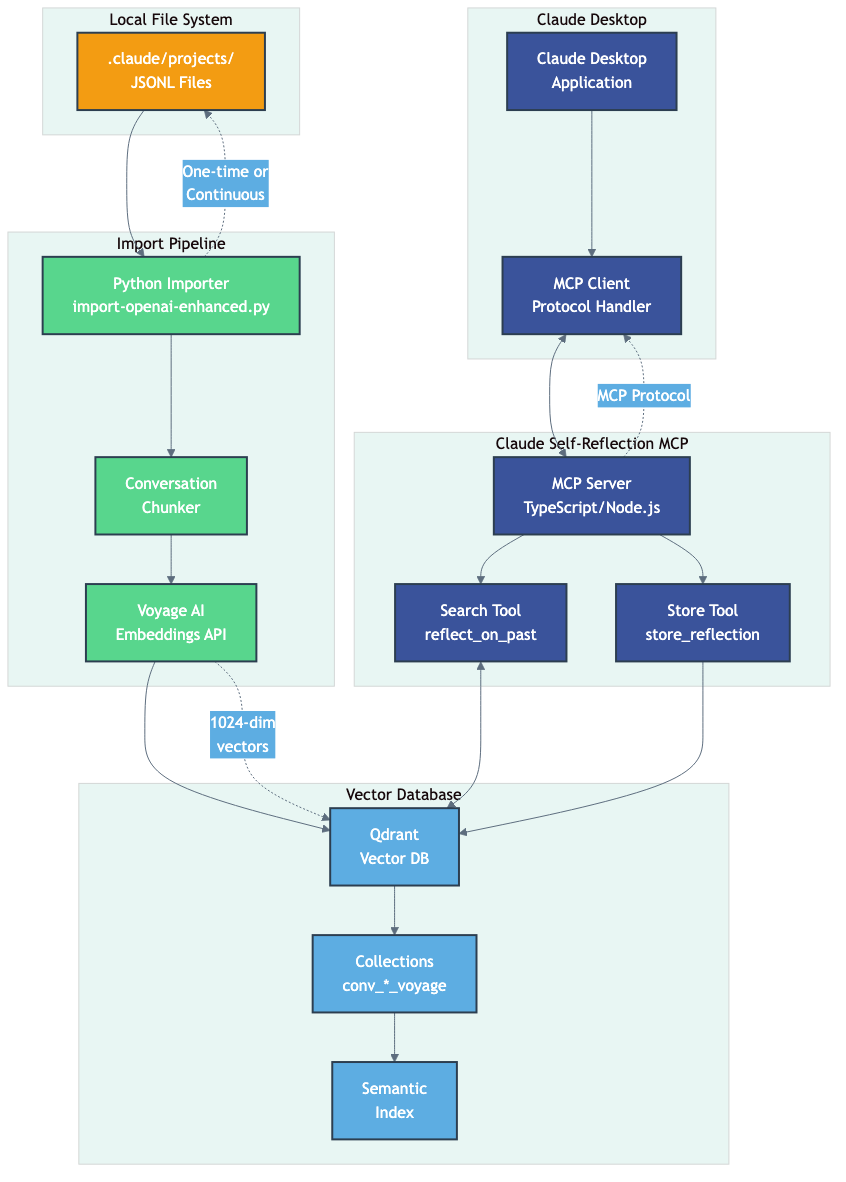 Local File System
.claude/projects/
JSONL Files
Claude Desktop
Claude Desktop
Application
One-time or
Continuous
Import Pipeline
Python Importer
import-openai-enhanced.py
MCP Client
Protocol Handler
MCP Protocol
Claude Self-Reflection MCP
Conversation
Chunker
MCP Server
TypeScript/Node.js
Voyage AI
Embeddings API
Search Tool
reflect_on_past
Store Tool
store_reflection
1024-dim
vectors
Vector Database
Qdrant
Vector DB
Collections
conv_*_voyage
Semantic
Index